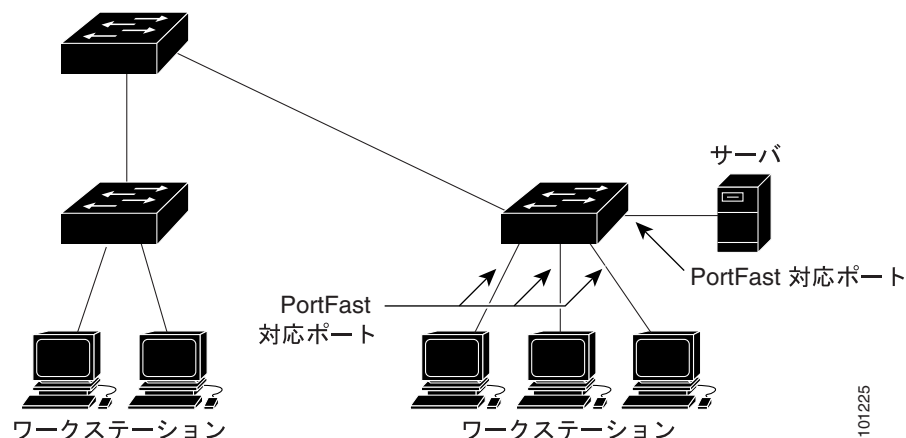 サーバ
PortFast 対応ポート
PortFast
対応ポート
ワークステーション
ワークステーション
101225